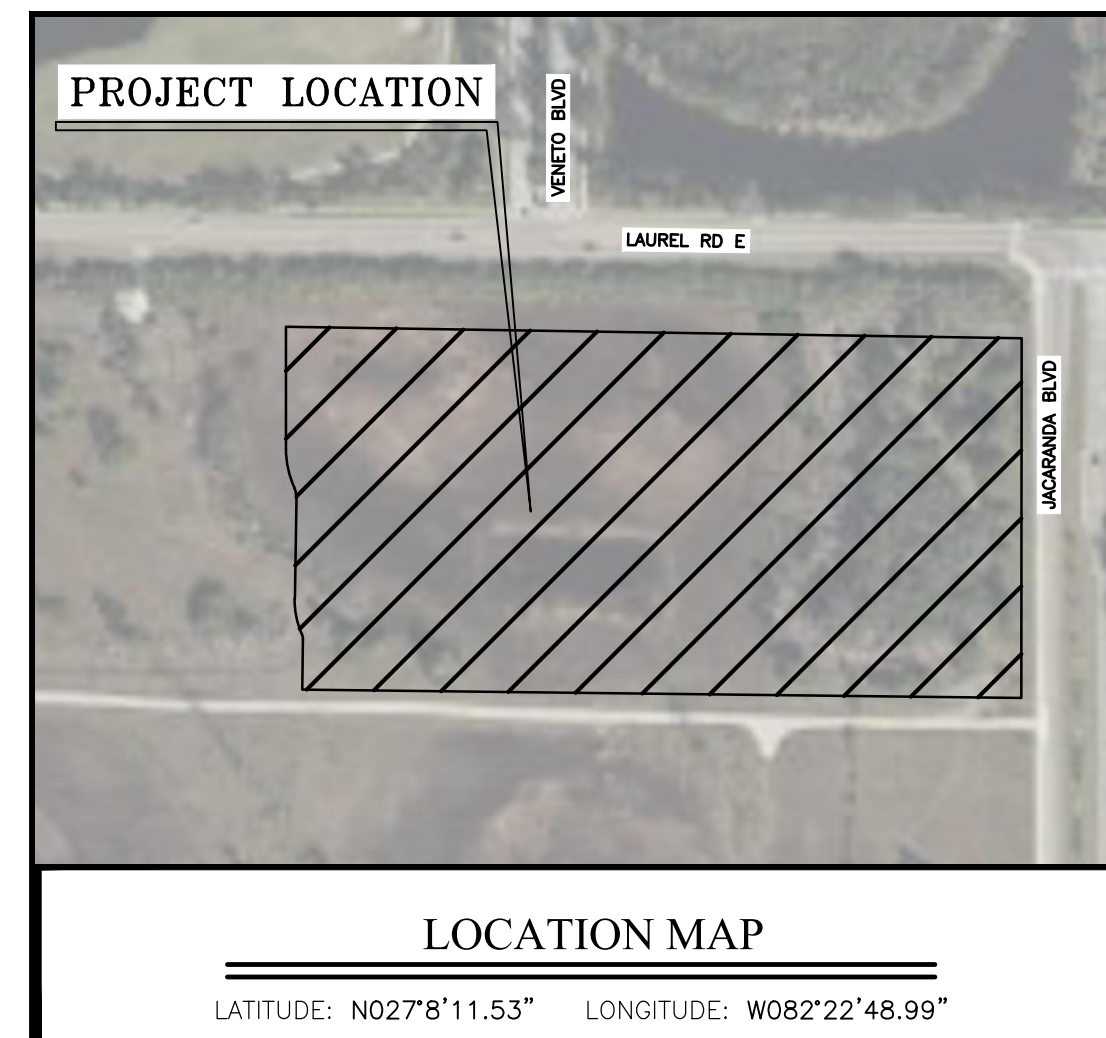 PROJECT LOCATION
VENETO BLVD
LAUREL RD E
JACARANDA BLVD
LOCATION MAP
LATITUDE: N027°8'11.53" LONGITUDE: W082°22'48.99"